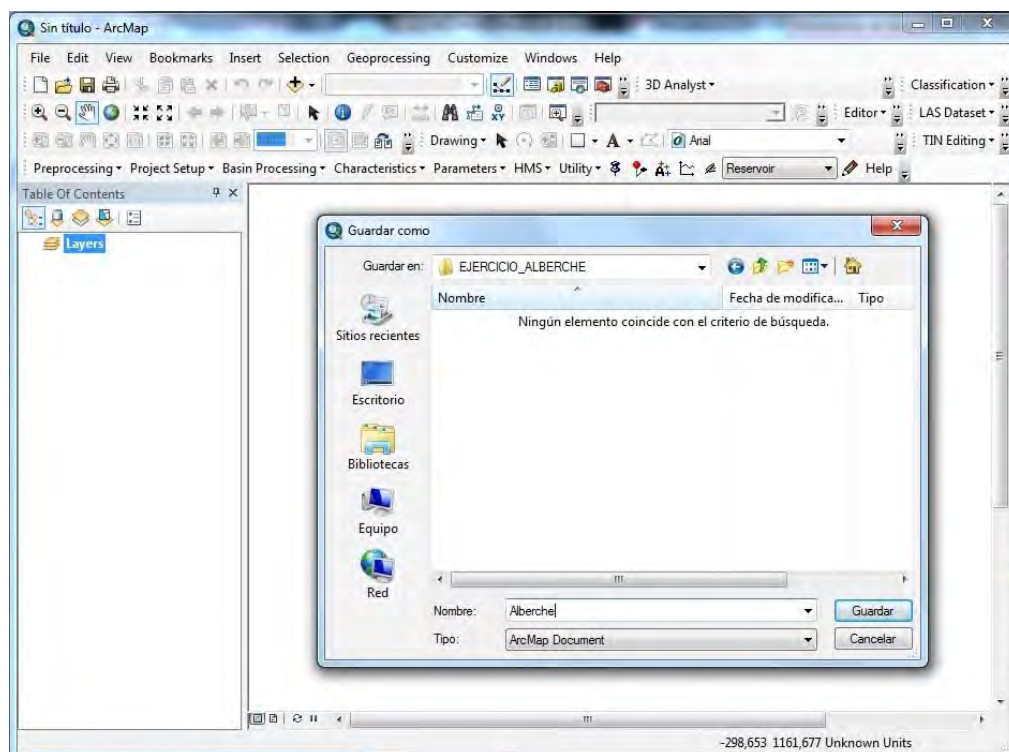 Sin título - ArcMap
File Edit View Bookmarks Insert Selection Geoprocessing Customize Windows Help
3D Analyst
Classification
Editor
LAS Dataset
Drawing
A
Arial
TIN Editing
Preprocessing Project Setup Basin Processing Characteristics Parameters HMS Utility
Reservoir
Help
Table Of Contents
Layers
Guardar como
Guardar en:
EJERCICIO_ALBERCHE
Nombre
Fecha de modifica...
Tipo
Ningún elemento coincide con el criterio de búsqueda.
Sitios recientes
Escritorio
Bibliotecas
Equipo
Red
Nombre:
Alberche
Guardar
Tipo:
ArcMap Document
Cancelar
-298,653 1161,677 Unknown Units